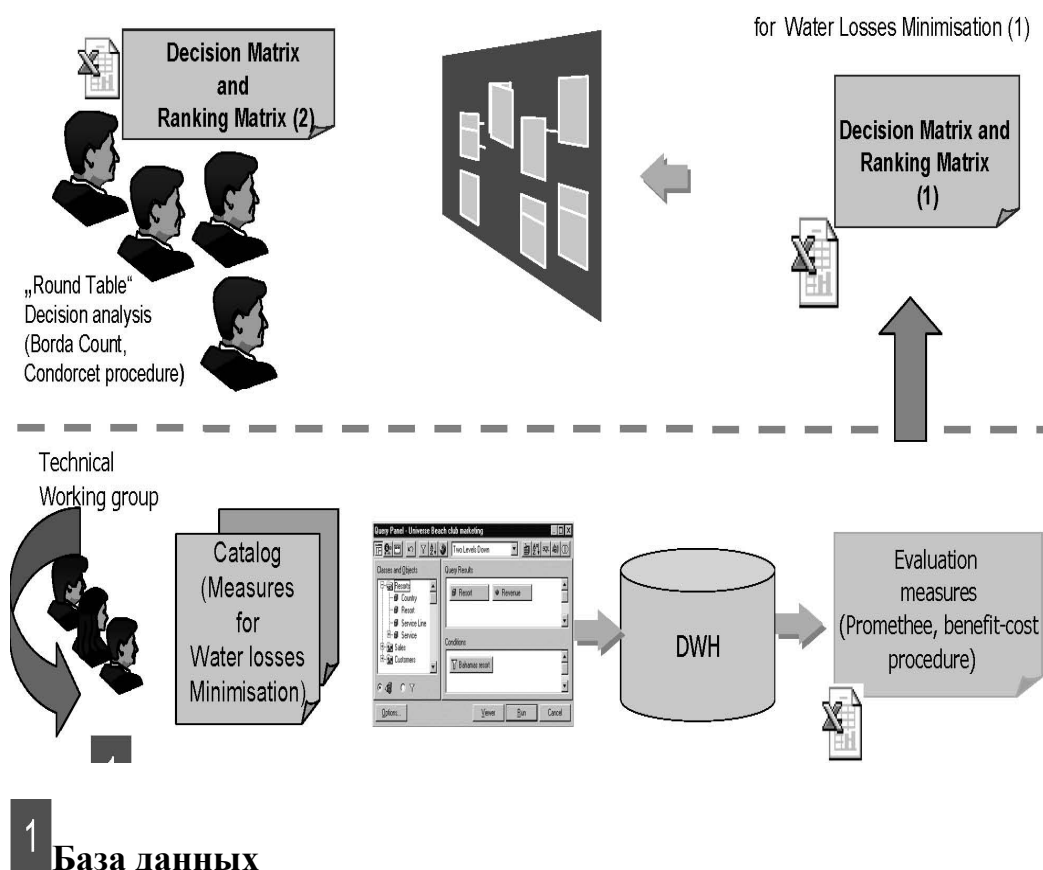 for Water Losses Minimisation (1)
Decision Matrix
and
Ranking Matrix (2)
Decision Matrix and
Ranking Matrix
(1)
„Round Table“
Decision analysis
(Borda Count,
Condorcet procedure)
Technical
Working group
Catalog
(Measures
for
Water losses
Minimisation)
Query Panel - Universe Beach club marketing
Two Levels Down
Classes and Objects
Resorts
Country
Resort
Service Line
Service
Sales
Customers
Query Results
Resort
Revenue
Conditions
Bahamas resort
Options...
Viewer
Run
Cancel
DWH
Evaluation
measures
(Promethee, benefit-cost
procedure)
1
База данных